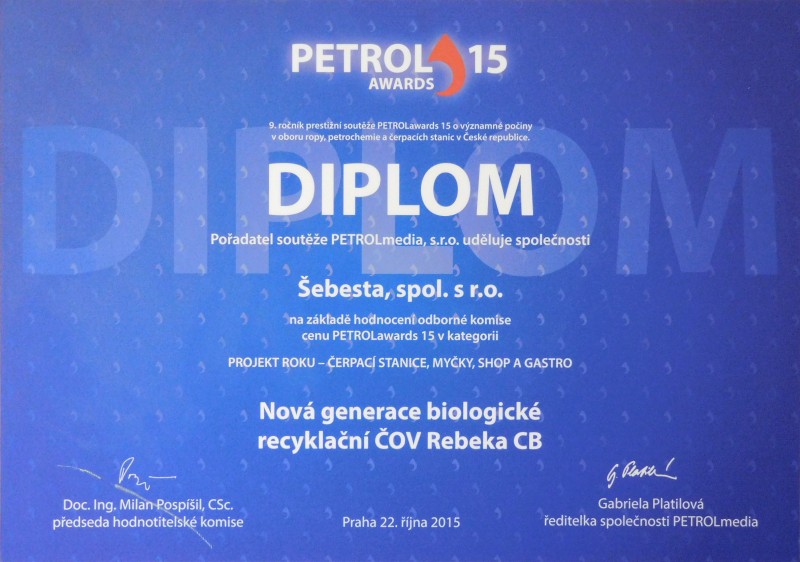 PETROL 15
AWARDS
9. ročník prestižní soutěže PETROLawards 15 o významné počiny
v oboru ropy, petrochemie a čerpacích stanic v České republice.
DIPLOM
DIPLOM
Pořadatel soutěže PETROLmedia, s.r.o. uděluje společnosti
Šebesta, spol. s r.o.
na základě hodnocení odborné komise
cenu PETROLawards 15 v kategorii
PROJEKT ROKU – ČERPACÍ STANICE, MYČKY, SHOP A GASTRO
Nová generace biologické
recyklační ČOV Rebeka CB
Doc. Ing. Milan Pospíšil, CSc.
předseda hodnotitelské komise
Praha 22. října 2015
Gabriela Platilová
ředitelka společnosti PETROLmedia